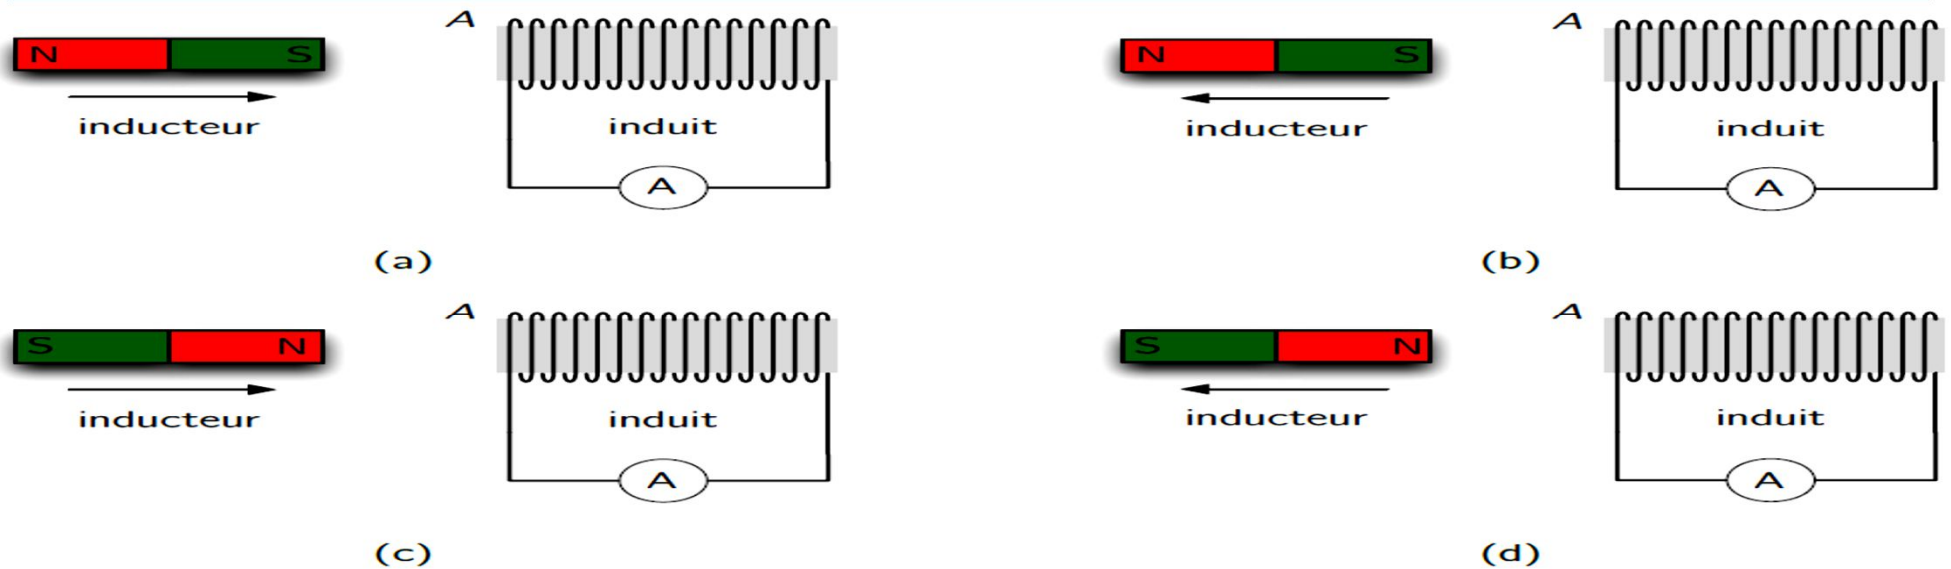 A
N S
inducteur
induit
A
(a)
A
N S
inducteur
induit
A
(b)
A
S N
inducteur
induit
A
(c)
A
S N
inducteur
induit
A
(d)